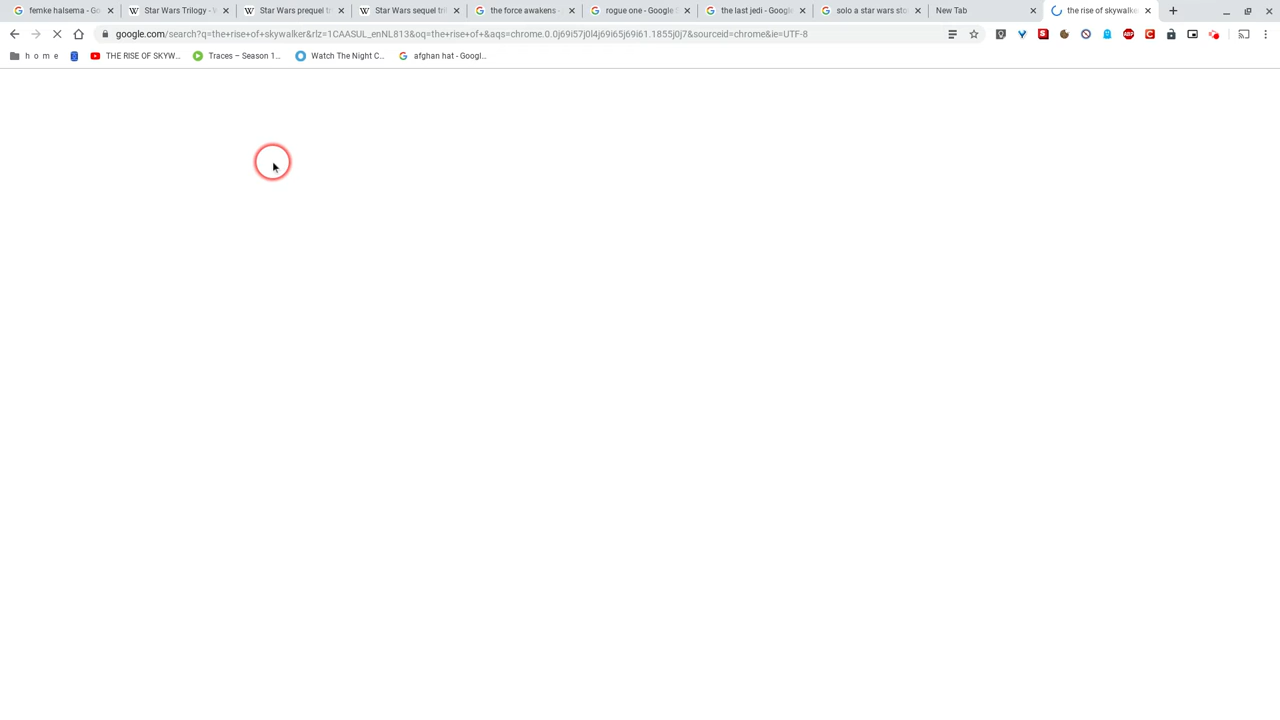 femke halsema - Go
Star Wars Trilogy - W
Star Wars prequel tr
Star Wars sequel tri
the force awakens -
rogue one - Google S
the last jedi - Google
solo a star wars sto
New Tab
the rise of skywalke
google.com/search?q=the+rise+of+skywalker&rlz=1CAASUL_enNL813&oq=the+rise+of+&aqs=chrome.0.0j69i57j0l4j69i65j69i61.1855j0j7&sourceid=chrome&ie=UTF-8
h o m e
THE RISE OF SKYW...
Traces – Season 1...
Watch The Night C...
afghan hat - Googl...